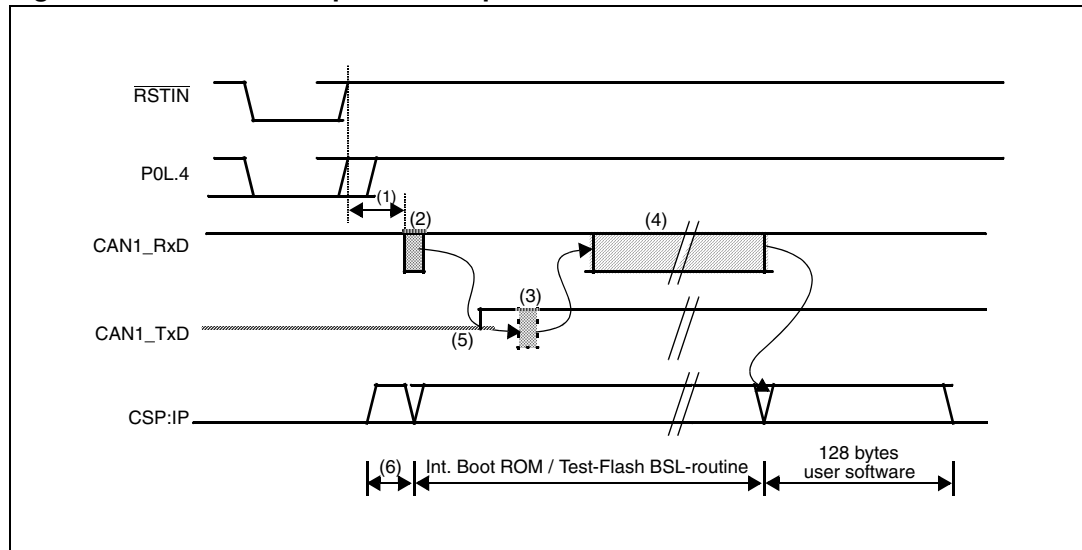 RSTIN
P0L.4
(1)
(2)
(4)
CAN1_RxD
(3)
CAN1_TxD
(5)
CSP:IP
(6)
Int. Boot ROM / Test-Flash BSL-routine
128 bytes
user software